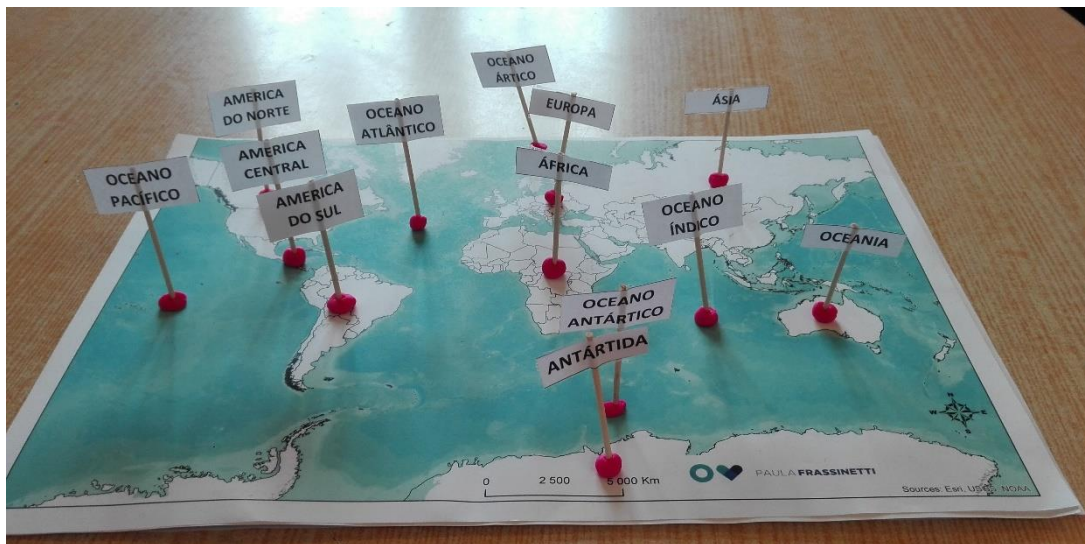 OCEANO
ÁRTICO
AMERICA
DO NORTE
OCEANO
ATLÂNTICO
EUROPA
ÁSIA
AMERICA
CENTRAL
ÁFRICA
OCEANO
PACÍFICO
AMERICA
DO SUL
OCEANO
ÍNDICO
OCEANIA
OCEANO
ANTÁRTICO
ANTÁRTIDA
W E
S
PAULA FRASSINETTI
0 2 500 5 000 Km
Sources: Esri, USGS, NOAA